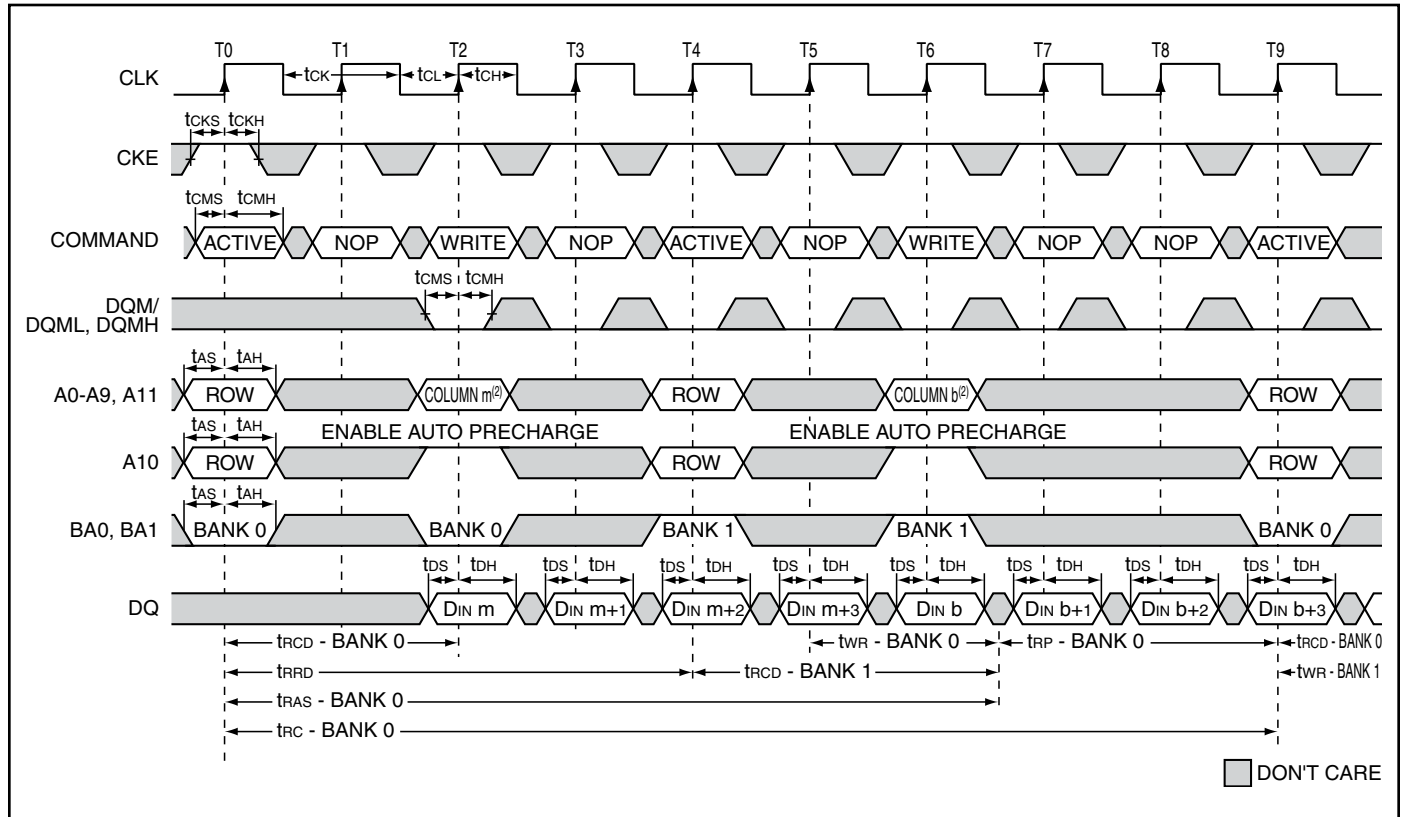 T0 T1 T2 T3 T4 T5 T6 T7 T8 T9
CLK tCK tCL tCH
tCKS tCKH
CKE
tCMS tCMH
COMMAND ACTIVE NOP WRITE NOP ACTIVE NOP WRITE NOP NOP ACTIVE
tCMS tCMH
DQM/
DQML, DQMH
tAS tAH
A0-A9, A11 ROW COLUMN m(2) ROW COLUMN b(2) ROW
tAS tAH ENABLE AUTO PRECHARGE ENABLE AUTO PRECHARGE
A10 ROW ROW ROW
tAS tAH
BA0, BA1 BANK 0 BANK 0 BANK 1 BANK 1 BANK 0
tDS tDH tDS tDH tDS tDH tDS tDH tDS tDH tDS tDH tDS tDH tDS tDH
DQ DIN m DIN m+1 DIN m+2 DIN m+3 DIN b DIN b+1 DIN b+2 DIN b+3
tRCD - BANK 0 tWR - BANK 0 tRP - BANK 0 tRCD - BANK 0
tRRD tRCD - BANK 1 tWR - BANK 1
tRAS - BANK 0
tRC - BANK 0
DON'T CARE